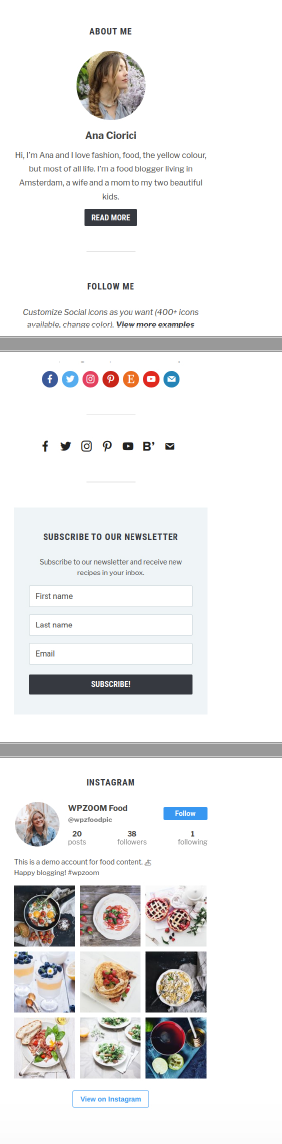 ABOUT ME
Ana Ciorici
Hi, I'm Ana and I love fashion, food, the yellow colour,
but most of all life. I'm a food blogger living in
Amsterdam, a wife and a mom to my two beautiful
kids.
READ MORE
FOLLOW ME
Customize Social Icons as you want (400+ icons
available, change color). View more examples
SUBSCRIBE TO OUR NEWSLETTER
Subscribe to our newsletter and receive new
recipes in your inbox.
First name
Last name
Email
SUBSCRIBE!
INSTAGRAM
WPZOOM Food
@wpzoomfoodpic
Follow
20 38 1
posts followers following
This is a demo account for food content.
Happy blogging! #wpzoom
View on Instagram